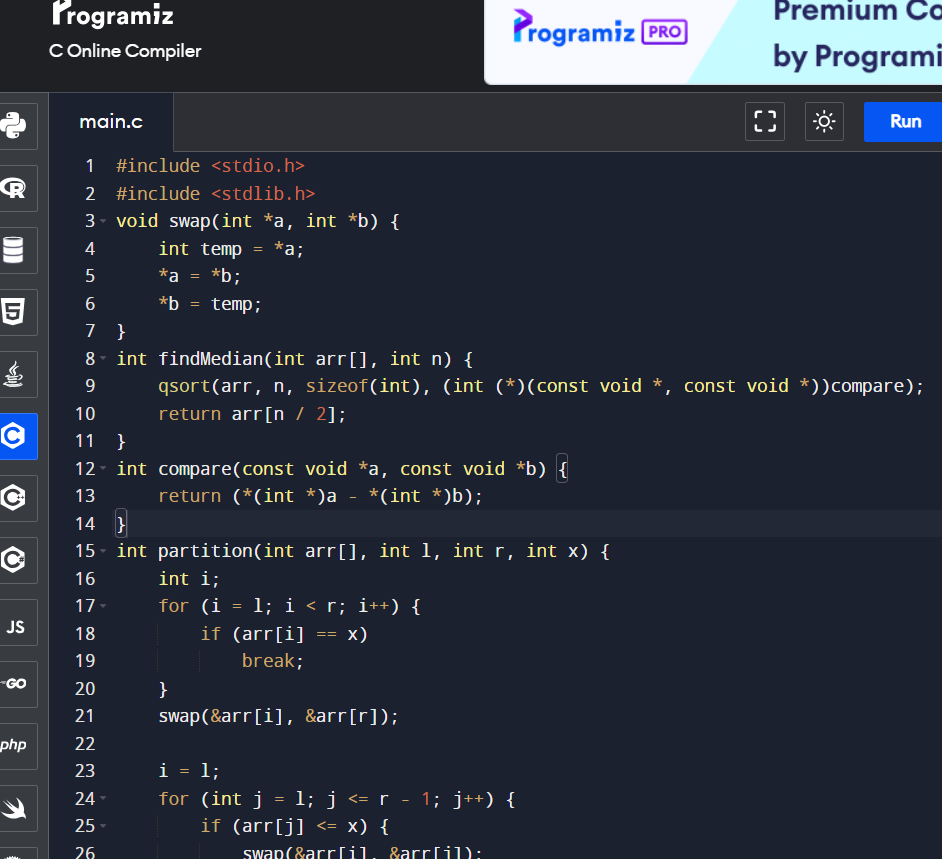 Programiz
C Online Compiler
Programiz PRO
Premium Co
by Programi
main.c
Run
1 #include <stdio.h>
2 #include <stdlib.h>
3 void swap(int *a, int *b) {
4     int temp = *a;
5     *a = *b;
6     *b = temp;
7 }
8 int findMedian(int arr[], int n) {
9     qsort(arr, n, sizeof(int), (int (*)(const void *, const void *))compare);
10     return arr[n / 2];
11 }
12 int compare(const void *a, const void *b) {
13     return (*(int *)a - *(int *)b);
14 }
15 int partition(int arr[], int l, int r, int x) {
16     int i;
17     for (i = l; i < r; i++) {
18         if (arr[i] == x)
19             break;
20     }
21     swap(&arr[i], &arr[r]);
22
23     i = l;
24     for (int j = l; j <= r - 1; j++) {
25         if (arr[j] <= x) {
26             swap(&arr[i], &arr[j]);
R
5
C
C
C
JS
GO
php